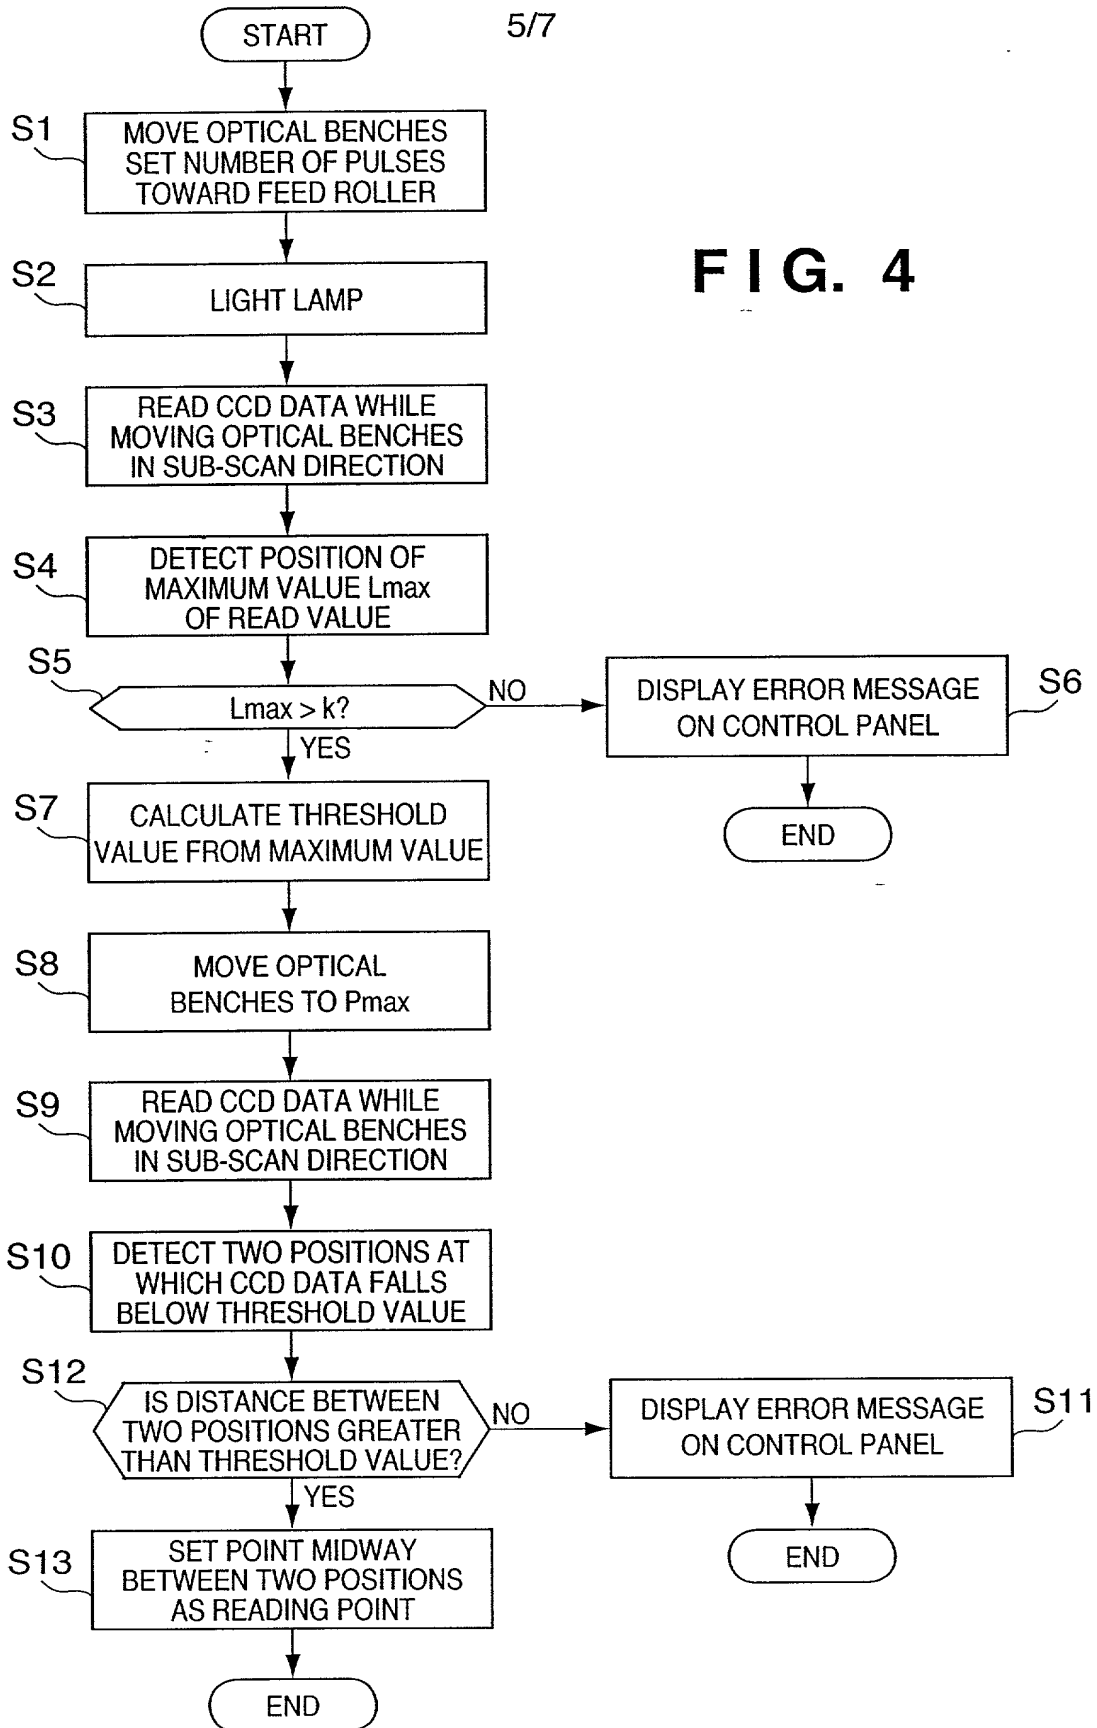 5/7
START
S1
MOVE OPTICAL BENCHES
SET NUMBER OF PULSES
TOWARD FEED ROLLER
FIG. 4
S2
LIGHT LAMP
S3
READ CCD DATA WHILE
MOVING OPTICAL BENCHES
IN SUB-SCAN DIRECTION
S4
DETECT POSITION OF
MAXIMUM VALUE Lmax
OF READ VALUE
S5
Lmax > k?
NO
YES
DISPLAY ERROR MESSAGE
ON CONTROL PANEL
S6
END
S7
CALCULATE THRESHOLD
VALUE FROM MAXIMUM VALUE
S8
MOVE OPTICAL
BENCHES TO Pmax
S9
READ CCD DATA WHILE
MOVING OPTICAL BENCHES
IN SUB-SCAN DIRECTION
S10
DETECT TWO POSITIONS AT
WHICH CCD DATA FALLS
BELOW THRESHOLD VALUE
S12
IS DISTANCE BETWEEN
TWO POSITIONS GREATER
THAN THRESHOLD VALUE?
NO
YES
DISPLAY ERROR MESSAGE
ON CONTROL PANEL
S11
END
S13
SET POINT MIDWAY
BETWEEN TWO POSITIONS
AS READING POINT
END